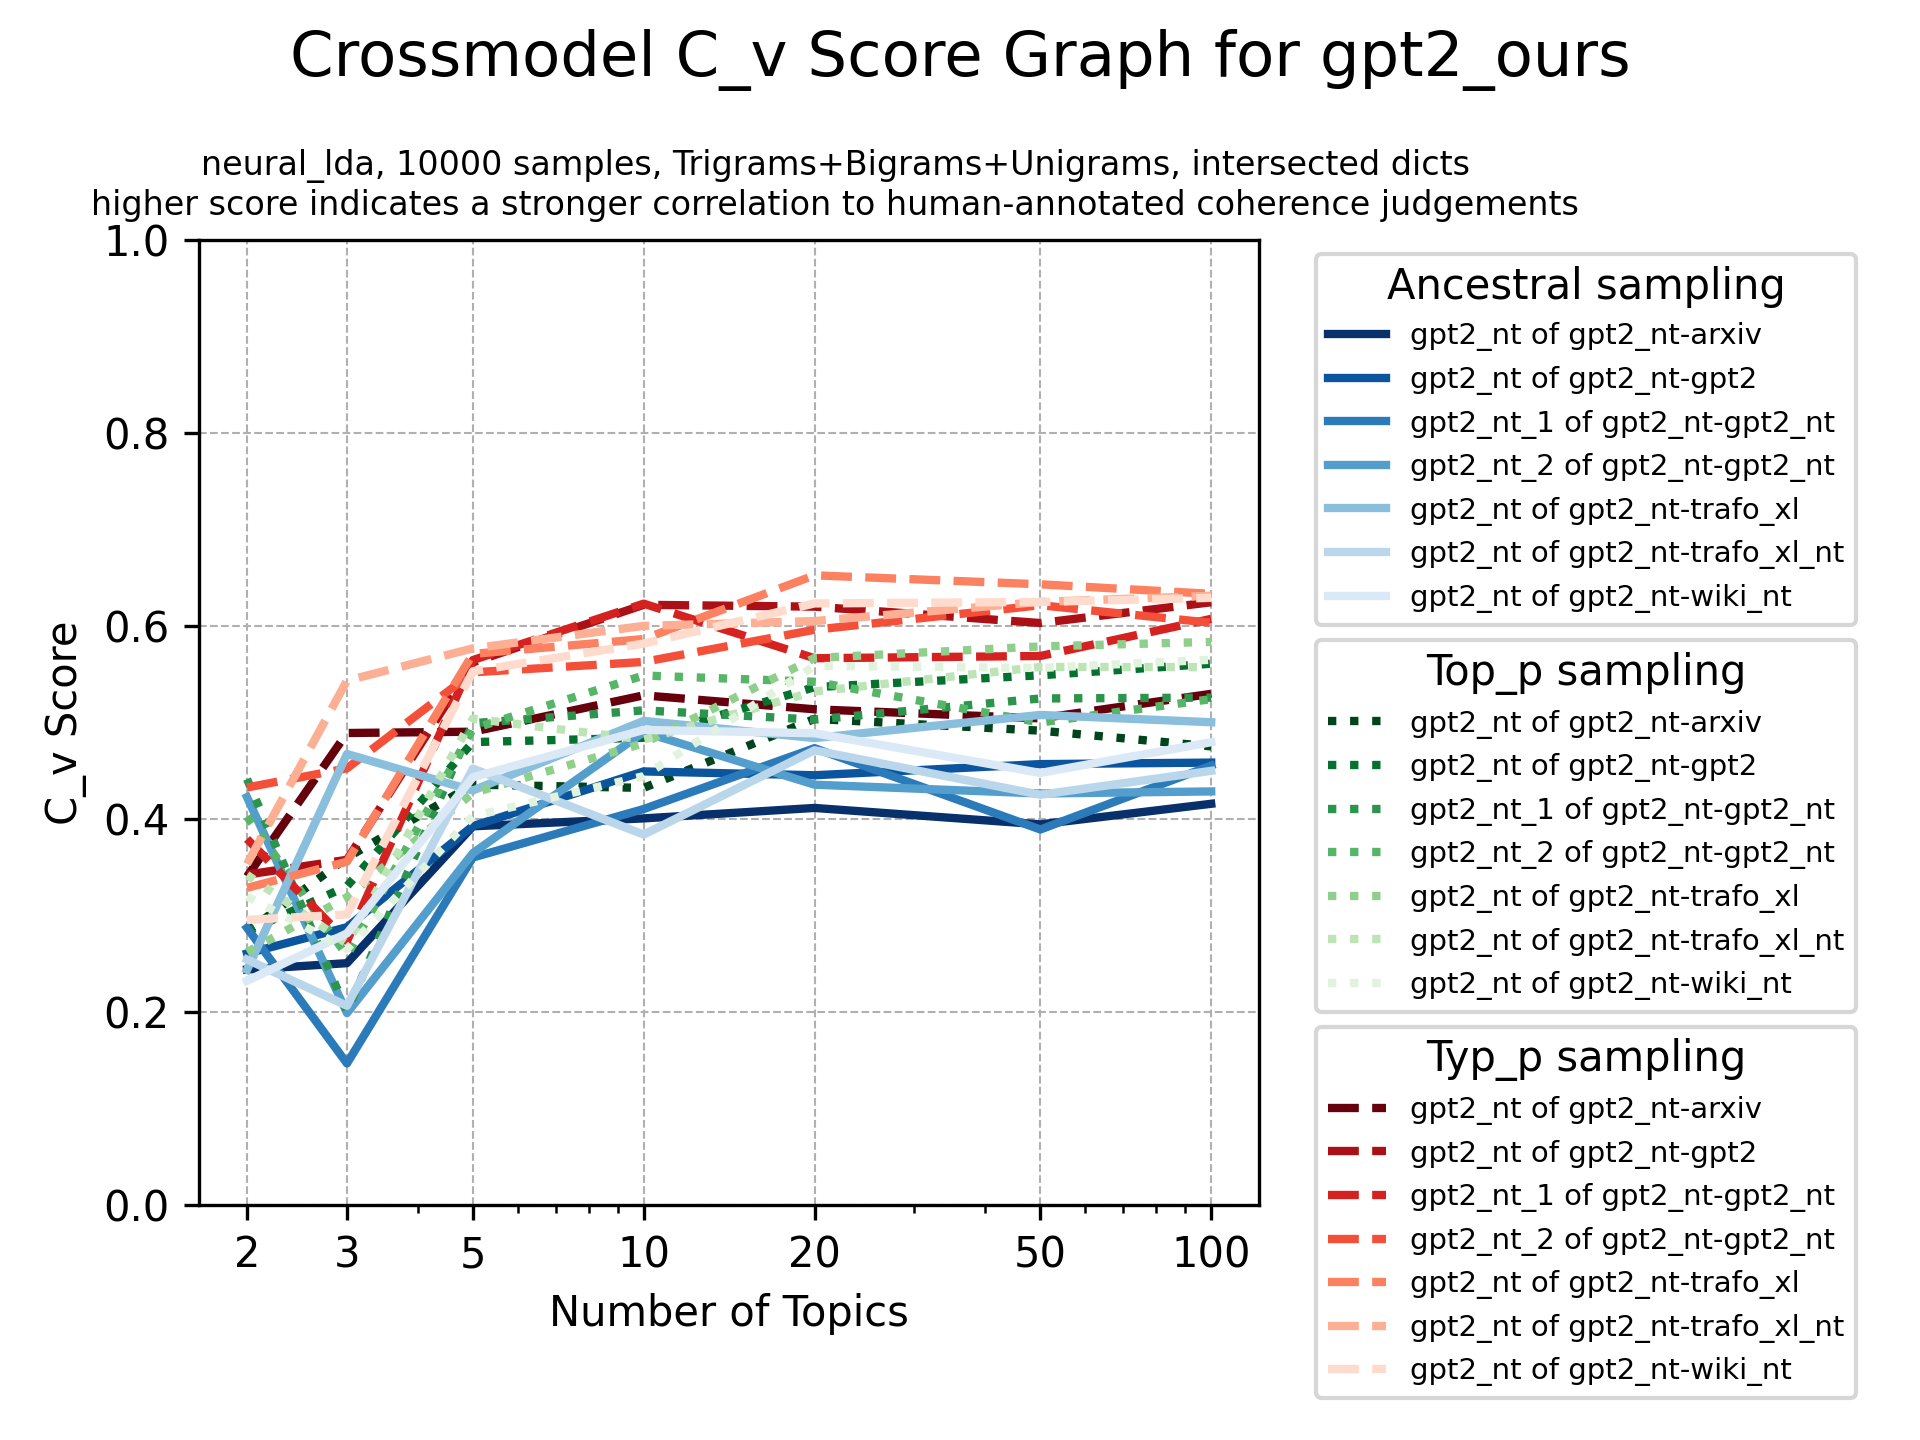 Crossmodel C_v Score Graph for gpt2_ours
neural_lda, 10000 samples, Trigrams+Bigrams+Unigrams, intersected dicts
higher score indicates a stronger correlation to human-annotated coherence judgements
C_v Score
1.0
0.8
0.6
0.4
0.2
0.0
2 3 5 10 20 50 100
Number of Topics
Ancestral sampling
gpt2_nt of gpt2_nt-arxiv
gpt2_nt of gpt2_nt-gpt2
gpt2_nt_1 of gpt2_nt-gpt2_nt
gpt2_nt_2 of gpt2_nt-gpt2_nt
gpt2_nt of gpt2_nt-trafo_xl
gpt2_nt of gpt2_nt-trafo_xl_nt
gpt2_nt of gpt2_nt-wiki_nt
Top_p sampling
gpt2_nt of gpt2_nt-arxiv
gpt2_nt of gpt2_nt-gpt2
gpt2_nt_1 of gpt2_nt-gpt2_nt
gpt2_nt_2 of gpt2_nt-gpt2_nt
gpt2_nt of gpt2_nt-trafo_xl
gpt2_nt of gpt2_nt-trafo_xl_nt
gpt2_nt of gpt2_nt-wiki_nt
Typ_p sampling
gpt2_nt of gpt2_nt-arxiv
gpt2_nt of gpt2_nt-gpt2
gpt2_nt_1 of gpt2_nt-gpt2_nt
gpt2_nt_2 of gpt2_nt-gpt2_nt
gpt2_nt of gpt2_nt-trafo_xl
gpt2_nt of gpt2_nt-trafo_xl_nt
gpt2_nt of gpt2_nt-wiki_nt